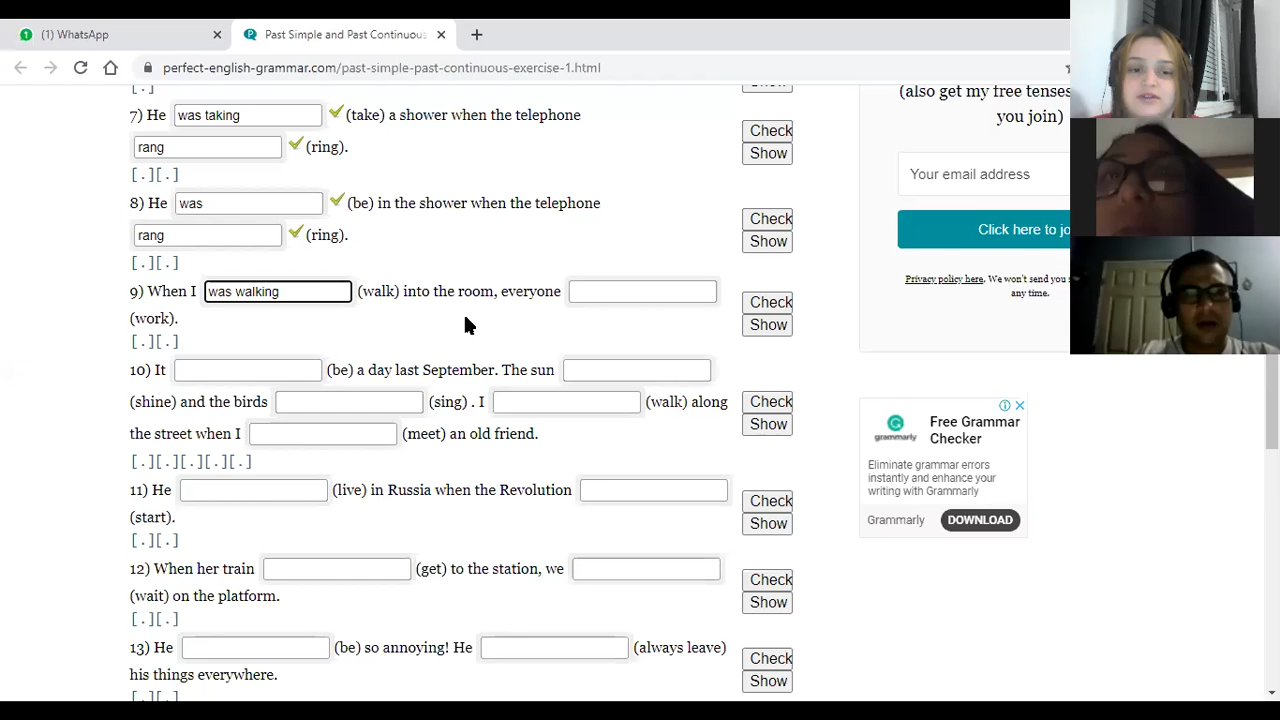 (1) WhatsApp
Past Simple and Past Continuous
perfect-english-grammar.com/past-simple-past-continuous-exercise-1.html
[.]
7) He was taking (take) a shower when the telephone
rang (ring).
Check
Show
[.][.]
8) He was (be) in the shower when the telephone
rang (ring).
Check
Show
[.][.]
9) When I was walking (walk) into the room, everyone
(work).
Check
Show
[.][.]
10) It (be) a day last September. The sun
(shine) and the birds (sing) . I (walk) along
the street when I (meet) an old friend.
Check
Show
[.][.][.][.][.]
11) He (live) in Russia when the Revolution
(start).
Check
Show
[.][.]
12) When her train (get) to the station, we
(wait) on the platform.
Check
Show
[.][.]
13) He (be) so annoying! He (always leave)
his things everywhere.
Check
Show
(also get my free tenses
you join)
Your email address
Click here to jo
Privacy policy here. We won't send you
any time.
grammarly
Free Grammar
Checker
Eliminate grammar errors
instantly and enhance your
writing with Grammarly
Grammarly
DOWNLOAD